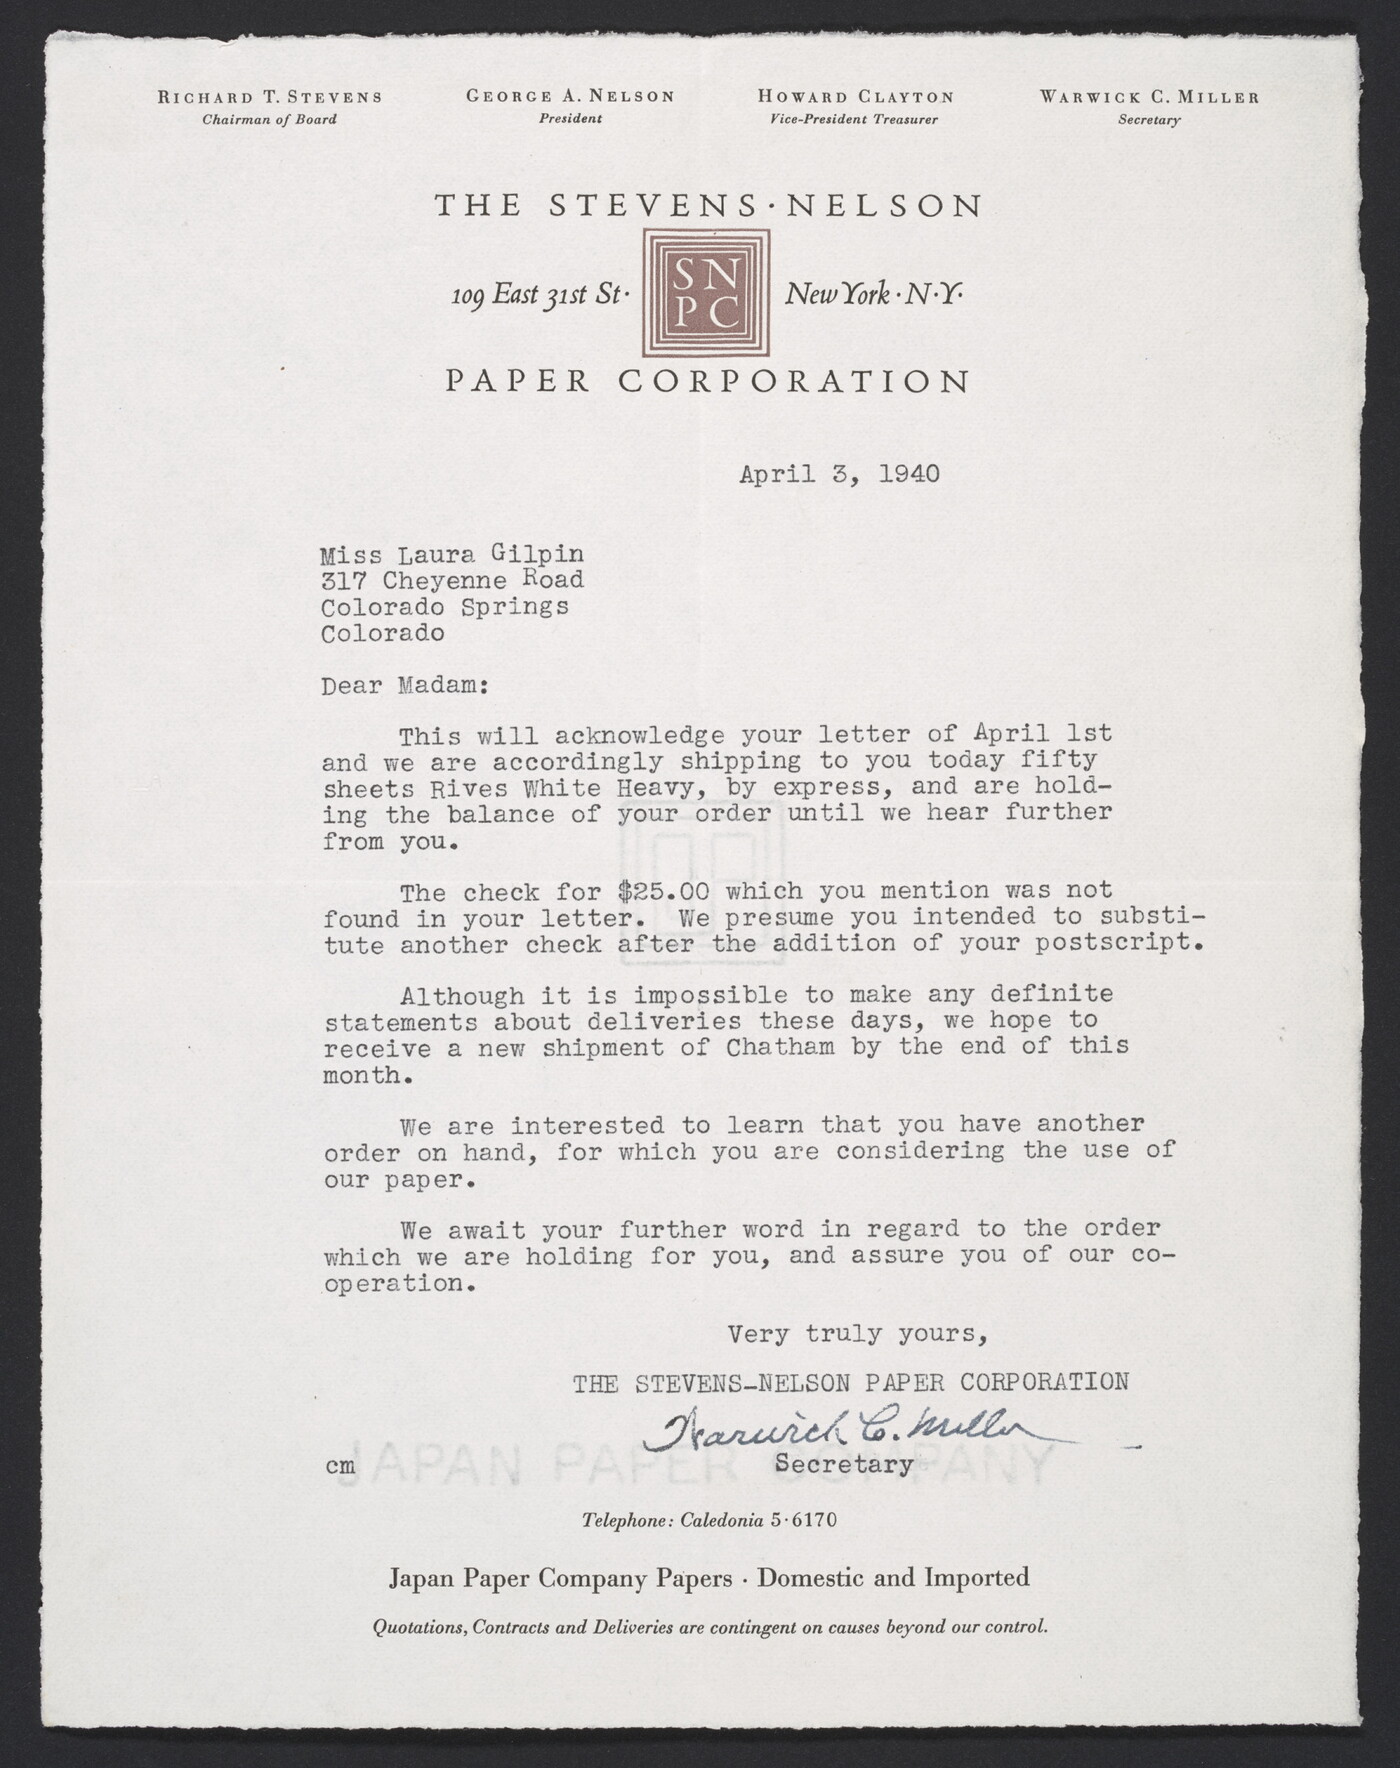 RICHARD T. STEVENS
Chairman of Board
GEORGE A. NELSON
President
HOWARD CLAYTON
Vice-President Treasurer
WARWICK C. MILLER
Secretary
THE STEVENS·NELSON
109 East 31st St·
SN
PC
New York·N·Y·
PAPER CORPORATION
April 3, 1940
Miss Laura Gilpin
317 Cheyenne Road
Colorado Springs
Colorado
Dear Madam:
This will acknowledge your letter of April 1st
and we are accordingly shipping to you today fifty
sheets Rives White Heavy, by express, and are hold-
ing the balance of your order until we hear further
from you.
The check for $25.00 which you mention was not
found in your letter. We presume you intended to substi-
tute another check after the addition of your postscript.
Although it is impossible to make any definite
statements about deliveries these days, we hope to
receive a new shipment of Chatham by the end of this
month.
We are interested to learn that you have another
order on hand, for which you are considering the use of
our paper.
We await your further word in regard to the order
which we are holding for you, and assure you of our co-
operation.
Very truly yours,
THE STEVENS-NELSON PAPER CORPORATION
Warwick C. Miller
Secretary
cm
JAPAN PAPER COMPANY
Telephone: Caledonia 5·6170
Japan Paper Company Papers · Domestic and Imported
Quotations, Contracts and Deliveries are contingent on causes beyond our control.